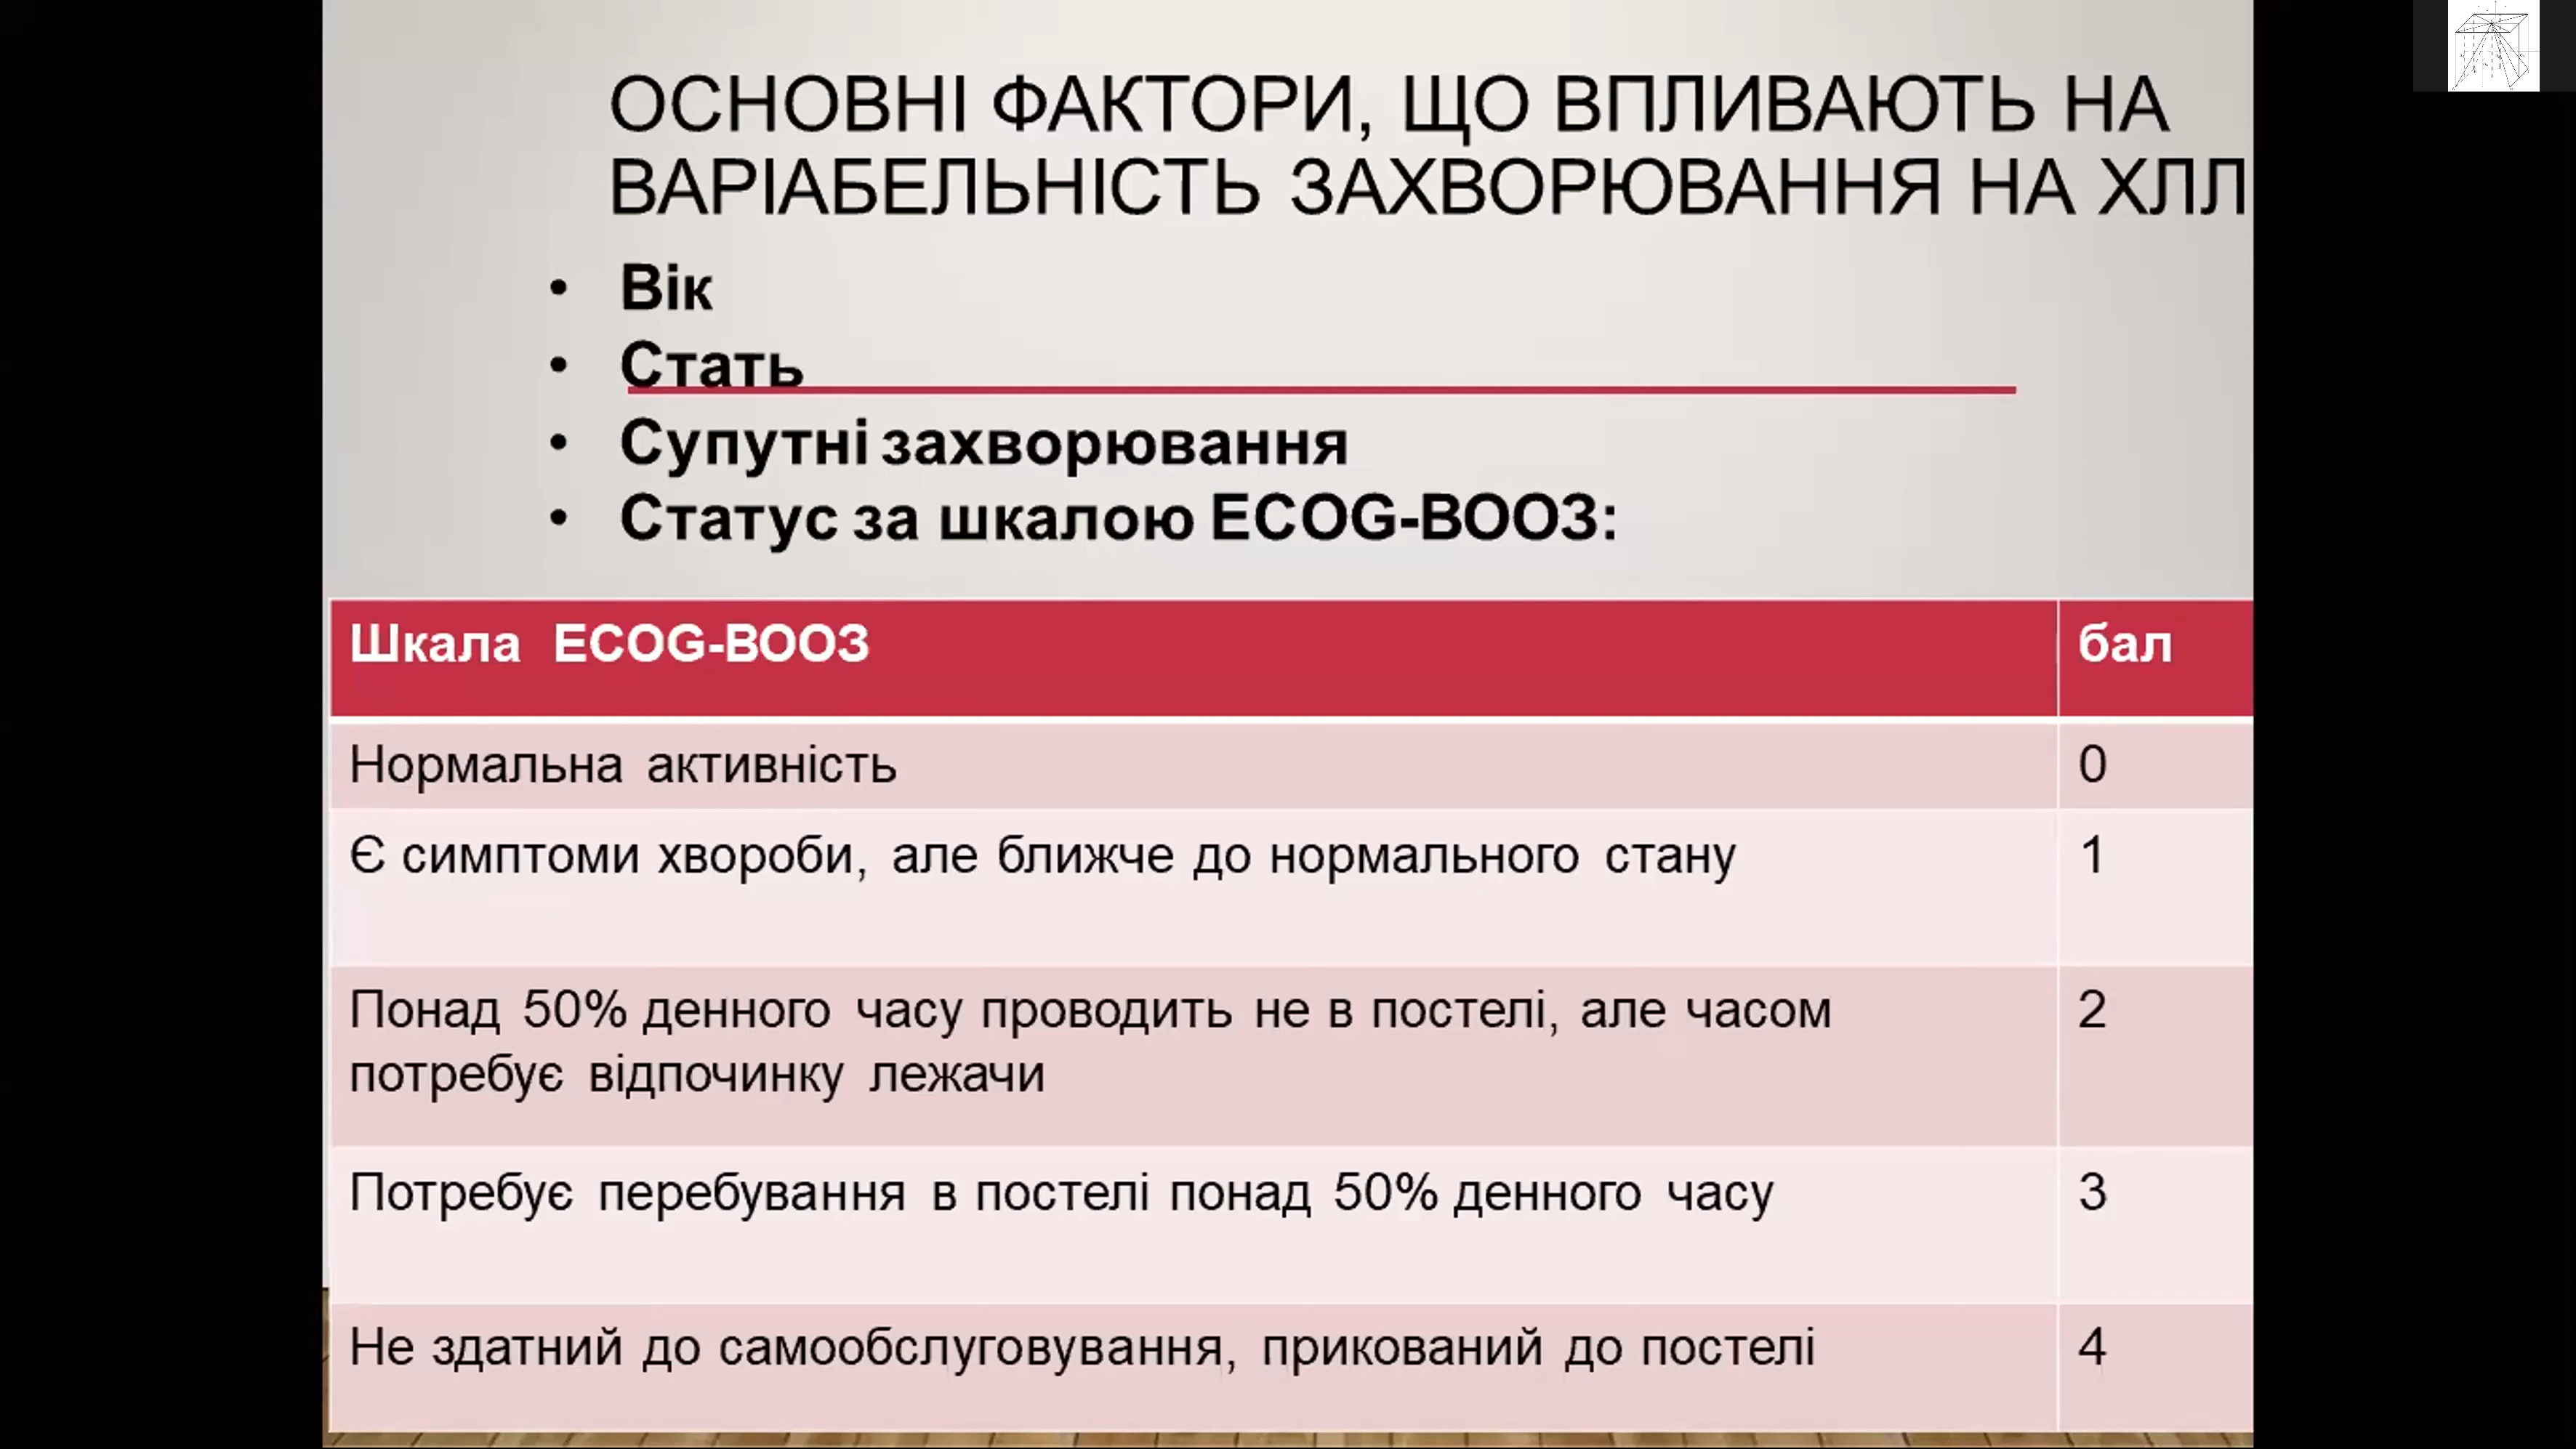 ОСНОВНІ ФАКТОРИ, ЩО ВПЛИВАЮТЬ НА
ВАРІАБЕЛЬНІСТЬ ЗАХВОРЮВАННЯ НА ХЛЛ
• Вік
• Стать
• Супутні захворювання
• Статус за шкалою ECOG-ВООЗ:
Шкала ECOG-ВООЗ бал
Нормальна активність 0
Є симптоми хвороби, але ближче до нормального стану 1
Понад 50% денного часу проводить не в постелі, але часом 2
потребує відпочинку лежачи
Потребує перебування в постелі понад 50% денного часу 3
Не здатний до самообслуговування, прикований до постелі 4